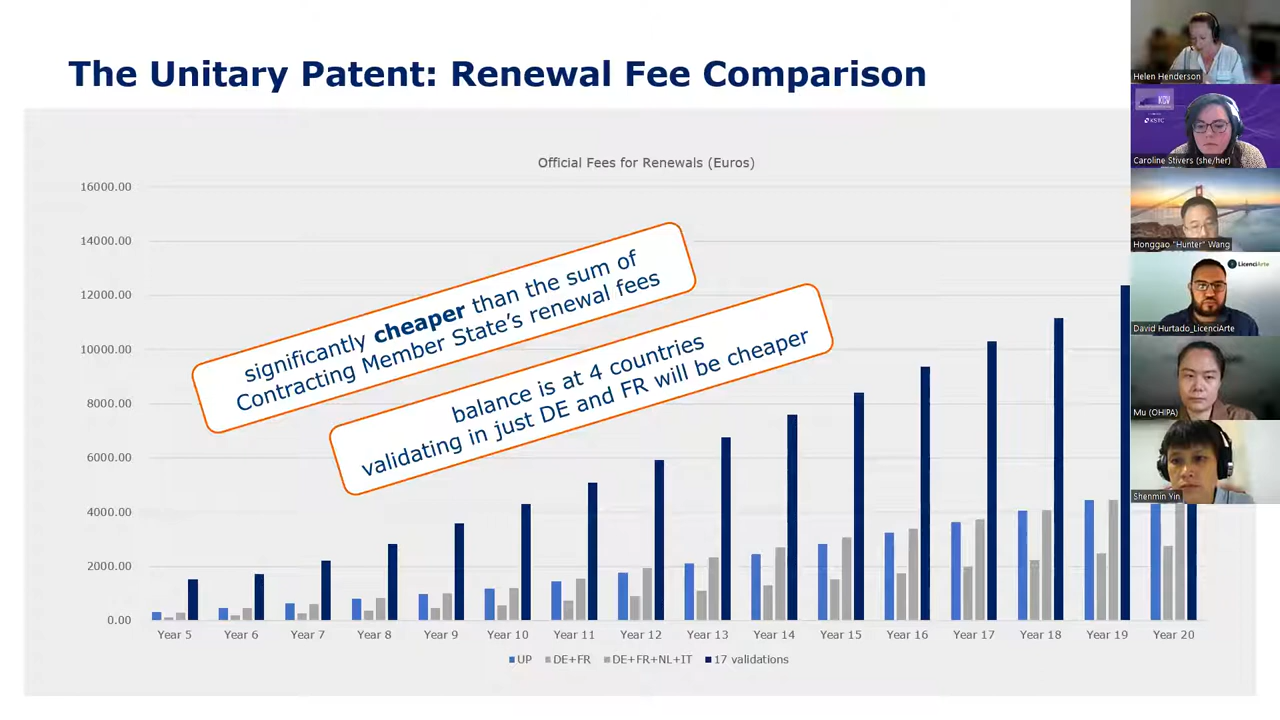 The Unitary Patent: Renewal Fee Comparison
Official Fees for Renewals (Euros)
16000.00
14000.00
12000.00
10000.00
8000.00
6000.00
4000.00
2000.00
0.00
significantly cheaper than the sum of
Contracting Member State's renewal fees
balance is at 4 countries
validating in just DE and FR will be cheaper
Year 5 Year 6 Year 7 Year 8 Year 9 Year 10 Year 11 Year 12 Year 13 Year 14 Year 15 Year 16 Year 17 Year 18 Year 19 Year 20
UP DE+FR DE+FR+NL+IT 17 validations
Helen Henderson
KCV
KSTC
Caroline Stivers (she/her)
Honggao "Hunter" Wang
LicenciArte
David Hurtado_LicenciArte
Mu (OHIPA)
Shenmin Yin